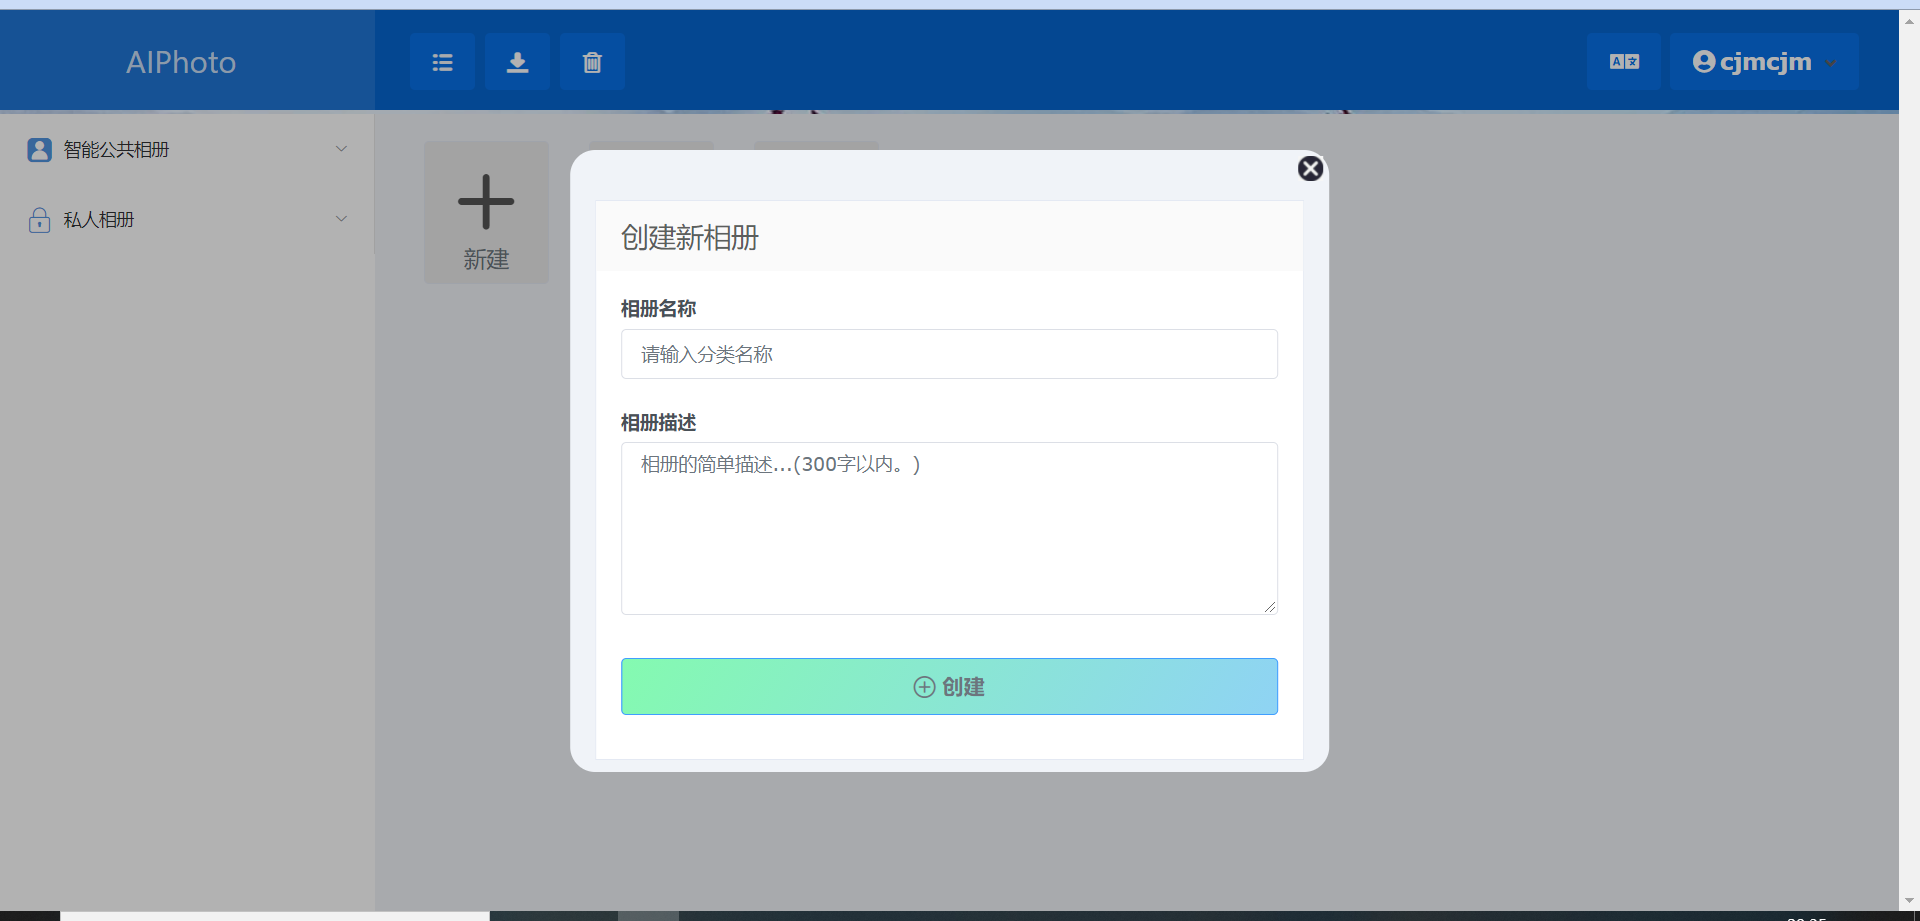 AIPhoto
cjmcjm
智能公共相册
私人相册
新建
创建新相册
相册名称
请输入分类名称
相册描述
相册的简单描述...(300字以内。)
创建